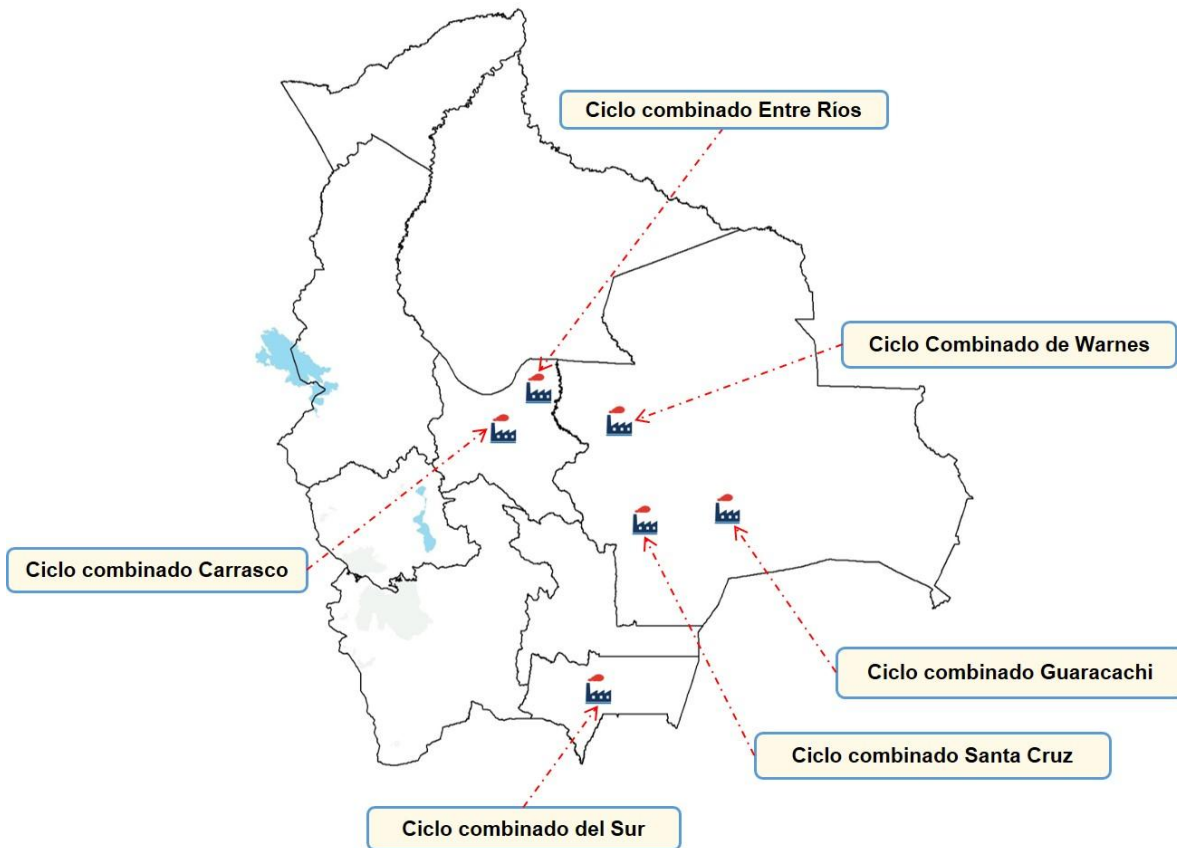 Ciclo combinado Entre Ríos
Ciclo Combinado de Warnes
Ciclo combinado Carrasco
Ciclo combinado Guaracachi
Ciclo combinado Santa Cruz
Ciclo combinado del Sur